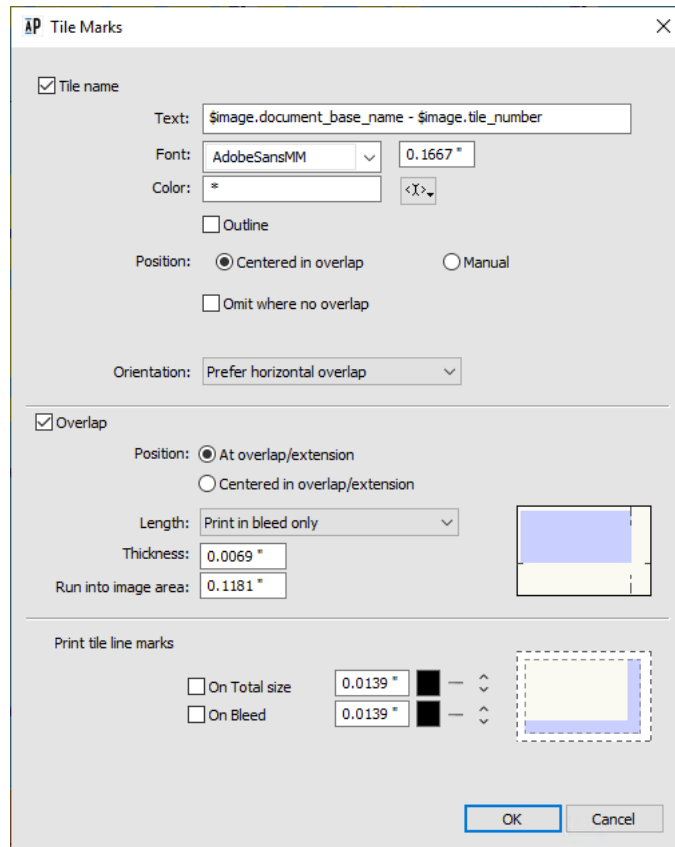 AP Tile Marks
Tile name
Text: $image.document_base_name - $image.tile_number
Font: AdobeSansMM 0.1667 "
Color: *
Outline
Position: Centered in overlap Manual
Omit where no overlap
Orientation: Prefer horizontal overlap
Overlap
Position: At overlap/extension
Centered in overlap/extension
Length: Print in bleed only
Thickness: 0.0069 "
Run into image area: 0.1181 "
Print tile line marks
On Total size 0.0139 "
On Bleed 0.0139 "
OK Cancel